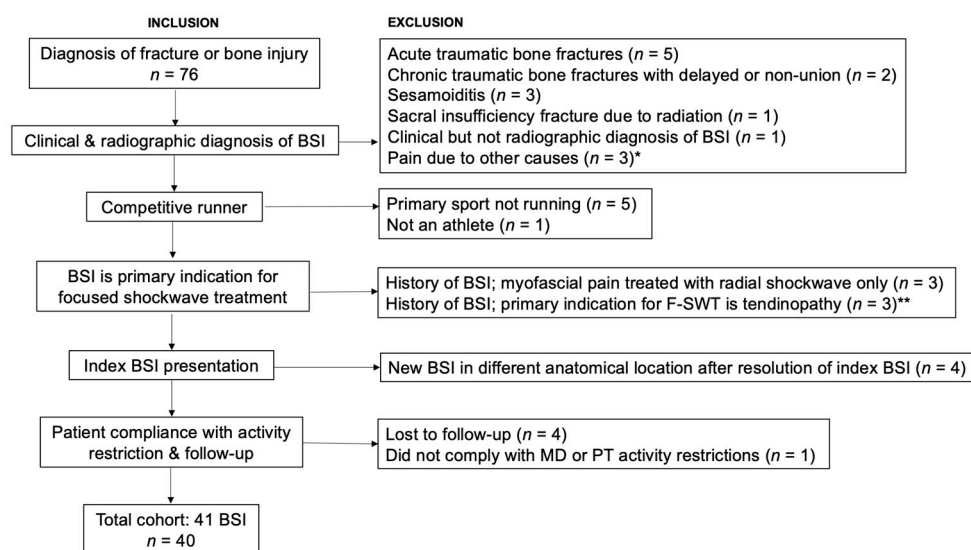 INCLUSION
EXCLUSION
Diagnosis of fracture or bone injury
n = 76
Acute traumatic bone fractures (n = 5)
Chronic traumatic bone fractures with delayed or non-union (n = 2)
Sesamoiditis (n = 3)
Sacral insufficiency fracture due to radiation (n = 1)
Clinical but not radiographic diagnosis of BSI (n = 1)
Pain due to other causes (n = 3)*
Clinical & radiographic diagnosis of BSI
Competitive runner
Primary sport not running (n = 5)
Not an athlete (n = 1)
BSI is primary indication for
focused shockwave treatment
History of BSI; myofascial pain treated with radial shockwave only (n = 3)
History of BSI; primary indication for F-SWT is tendinopathy (n = 3)**
Index BSI presentation
New BSI in different anatomical location after resolution of index BSI (n = 4)
Patient compliance with activity
restriction & follow-up
Lost to follow-up (n = 4)
Did not comply with MD or PT activity restrictions (n = 1)
Total cohort: 41 BSI
n = 40